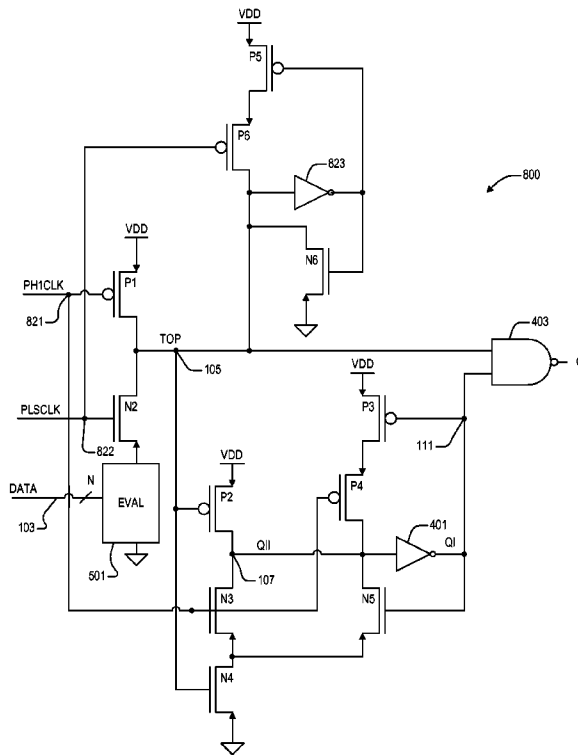 VDD
P5
P6
823
800
VDD
N6
PH1CLK
P1
821
403
TOP
105
VDD
P3
111
PLSCLK
N2
822
VDD
P2
P4
DATA
N
EVAL
103
401
QII
QI
501
107
N3
N5
N4